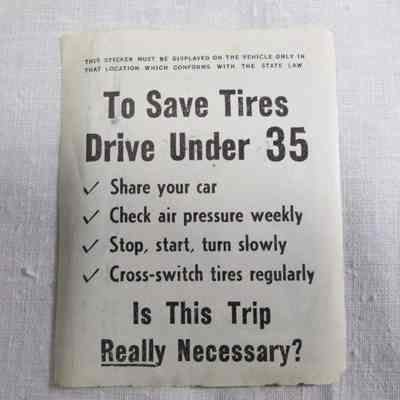 THIS STICKER MUST BE DISPLAYED ON THE VEHICLE ONLY IN
THAT LOCATION WHICH CONFORMS WITH THE STATE LAW
To Save Tires
Drive Under 35
✓ Share your car
✓ Check air pressure weekly
✓ Stop, start, turn slowly
✓ Cross-switch tires regularly
Is This Trip
Really Necessary?